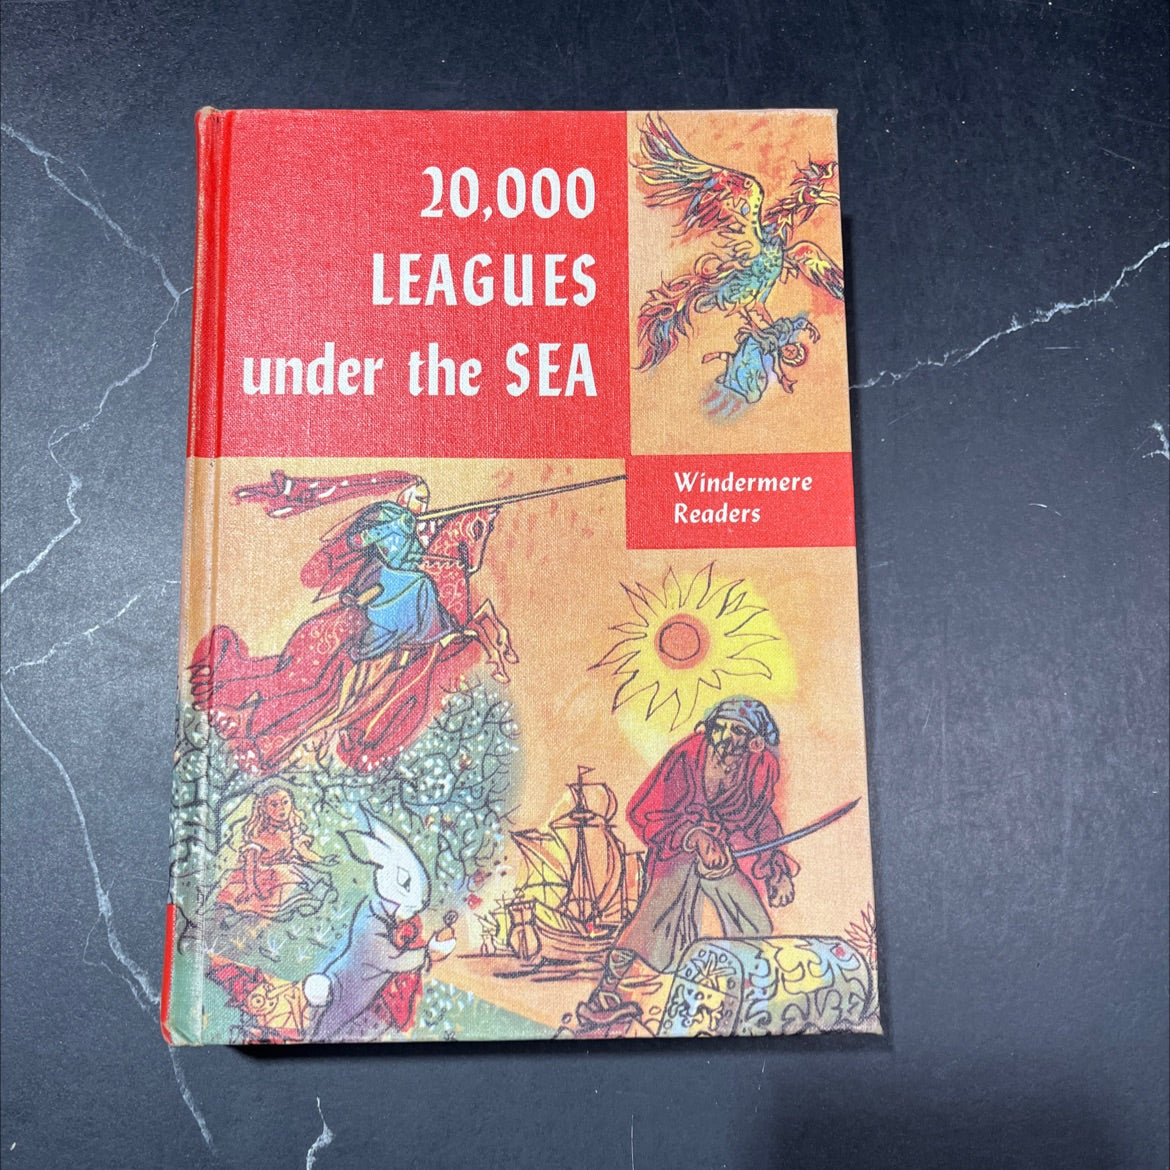 20,000
LEAGUES
under the SEA
Windermere
Readers